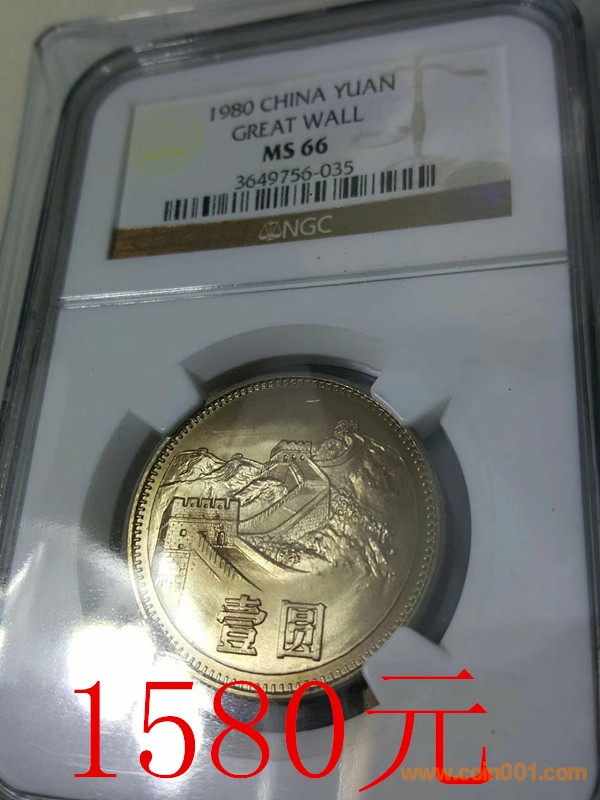 1980 CHINA YUAN
GREAT WALL
MS 66
3649756-035
NGC
壹圆
1580元
www.coin001.com